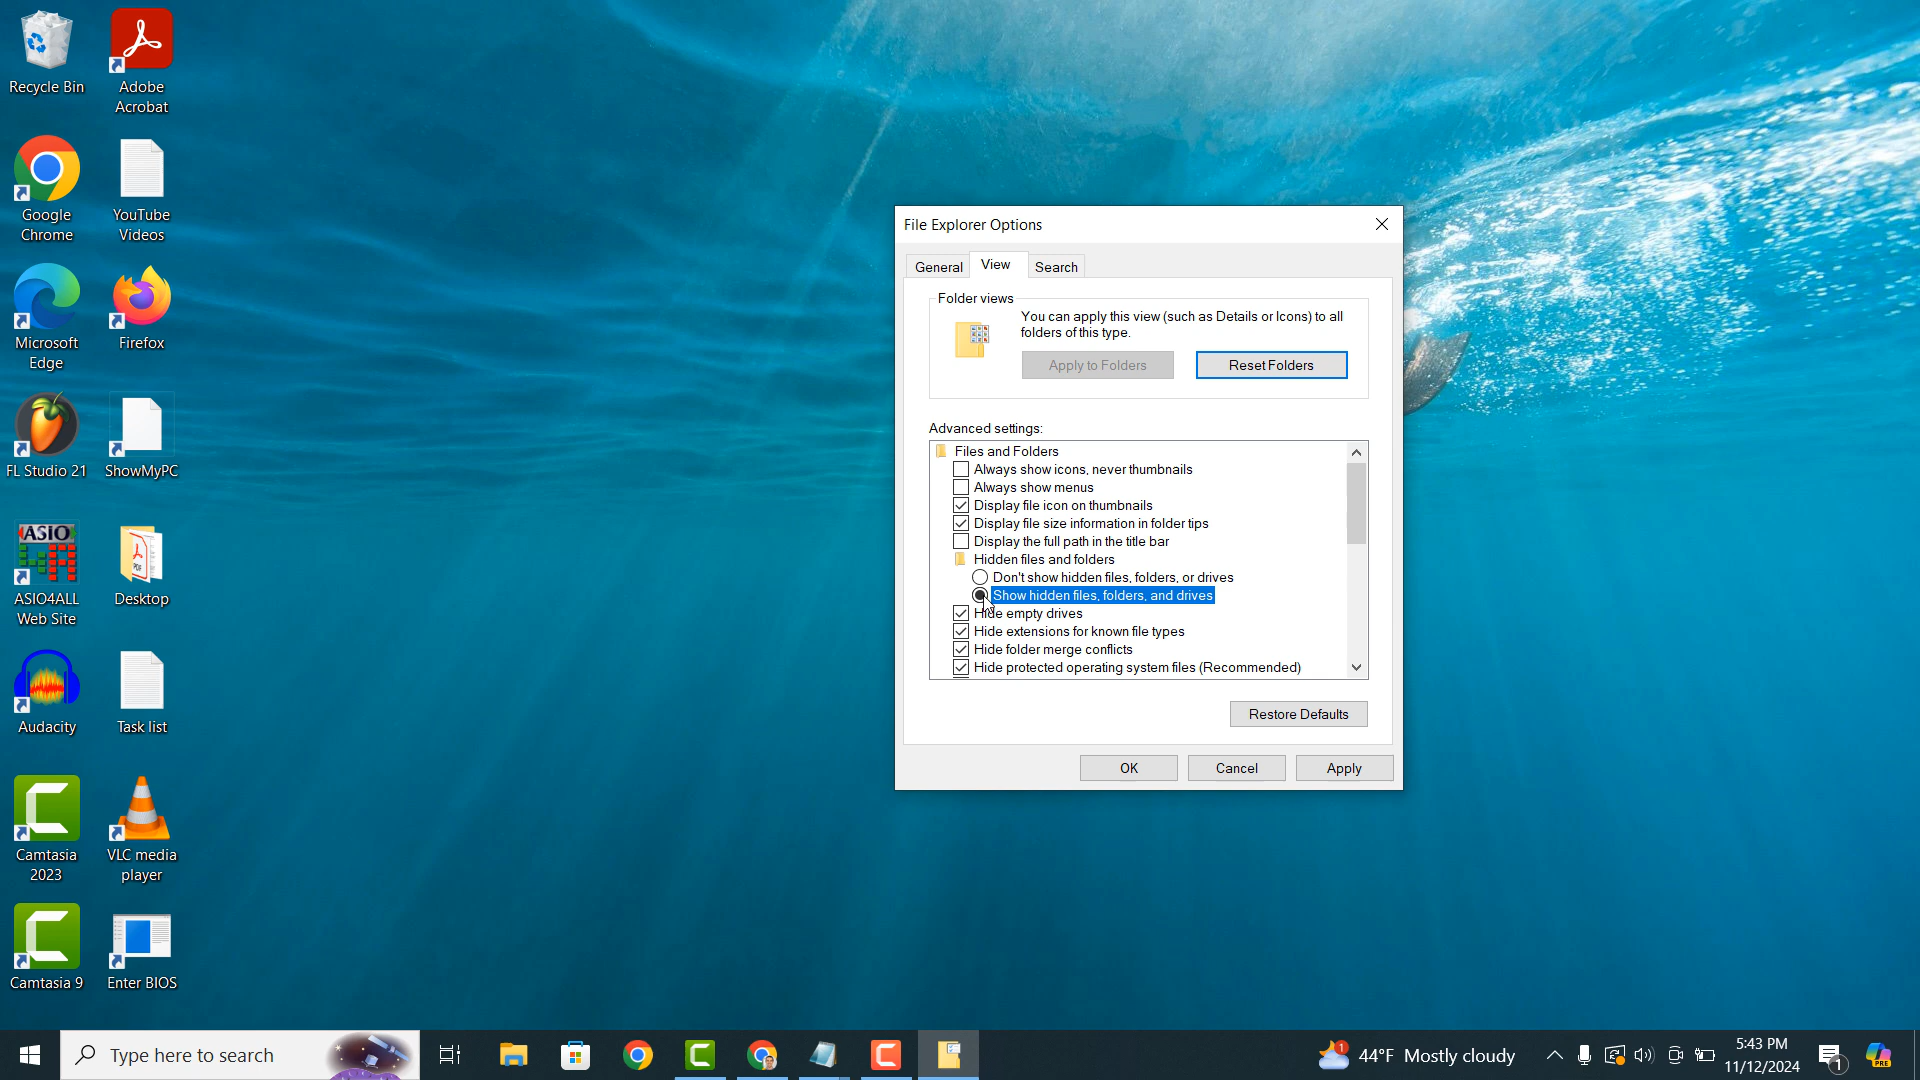 Recycle Bin
Adobe
Acrobat
Google
Chrome
YouTube
Videos
Microsoft
Edge
Firefox
FL Studio 21
ShowMyPC
ASIO
ASIO4ALL
Web Site
PDF
Desktop
Audacity
Task list
Camtasia
2023
VLC media
player
Camtasia 9
Enter BIOS
File Explorer Options
General
View
Search
Folder views
You can apply this view (such as Details or Icons) to all
folders of this type.
Apply to Folders
Reset Folders
Advanced settings:
Files and Folders
Always show icons, never thumbnails
Always show menus
Display file icon on thumbnails
Display file size information in folder tips
Display the full path in the title bar
Hidden files and folders
Don't show hidden files, folders, or drives
Show hidden files, folders, and drives
Hide empty drives
Hide extensions for known file types
Hide folder merge conflicts
Hide protected operating system files (Recommended)
Restore Defaults
OK
Cancel
Apply
Type here to search
1
44°F Mostly cloudy
5:43 PM
11/12/2024
1
PRE